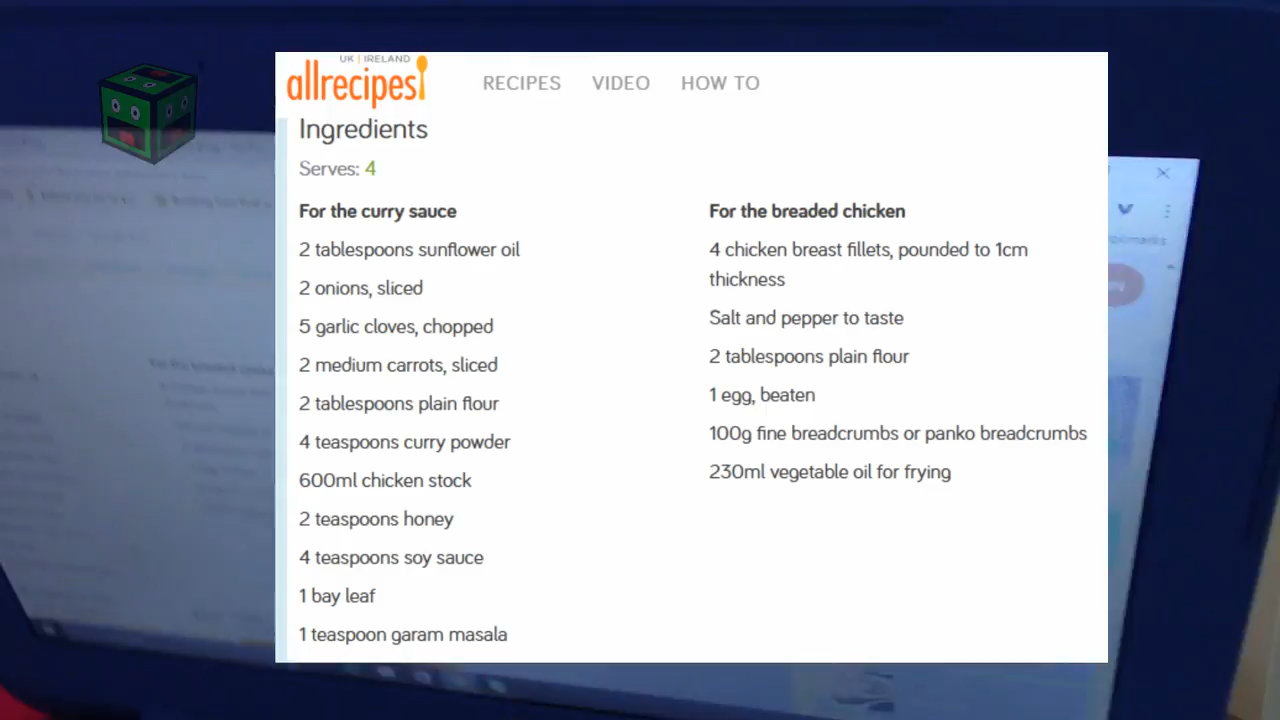 UK | IRELAND
allrecipes
RECIPES VIDEO HOW TO
Ingredients
Serves: 4
For the curry sauce
2 tablespoons sunflower oil
2 onions, sliced
5 garlic cloves, chopped
2 medium carrots, sliced
2 tablespoons plain flour
4 teaspoons curry powder
600ml chicken stock
2 teaspoons honey
4 teaspoons soy sauce
1 bay leaf
1 teaspoon garam masala
For the breaded chicken
4 chicken breast fillets, pounded to 1cm
thickness
Salt and pepper to taste
2 tablespoons plain flour
1 egg, beaten
100g fine breadcrumbs or panko breadcrumbs
230ml vegetable oil for frying